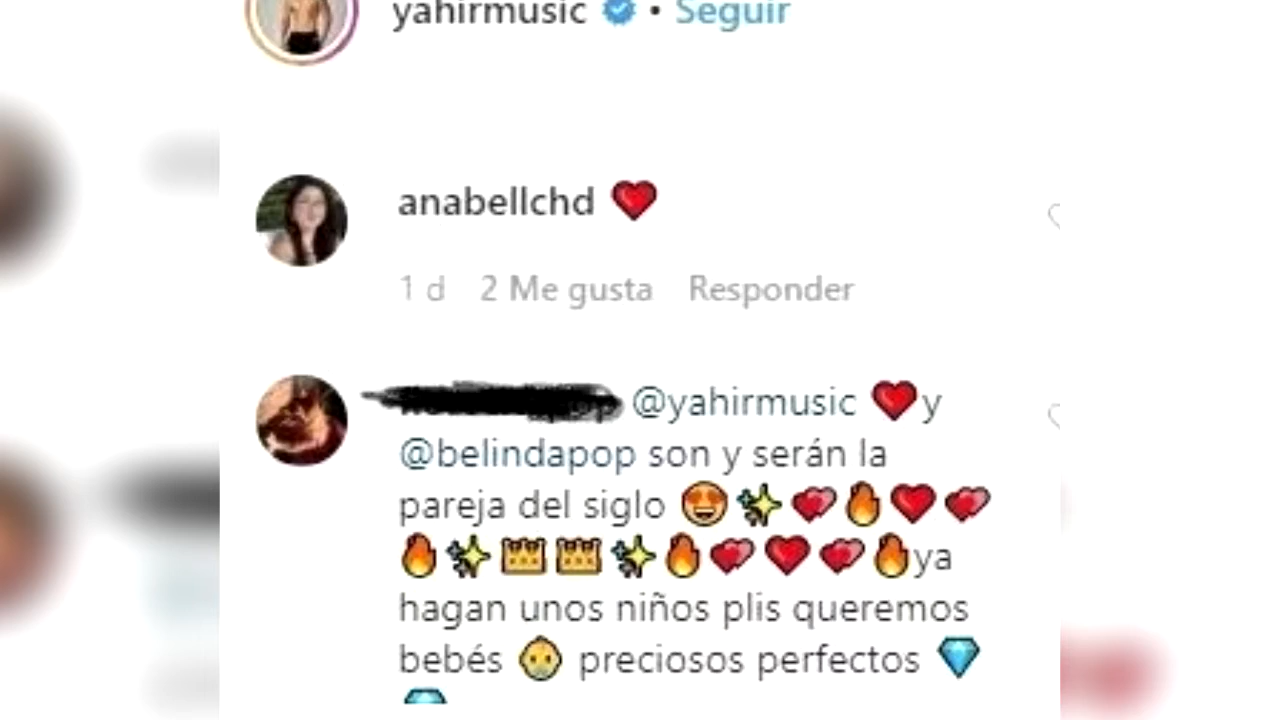 yahirmusic • Seguir
anabellchd ❤️
1 d 2 Me gusta Responder
@yahirmusic ❤️y
@belindapop son y serán la
pareja del siglo 😍✨💕🔥❤️💕
🔥✨👑👑✨🔥💕❤️💕🔥ya
hagan unos niños plis queremos
bebés 👶 preciosos perfectos 💎
💎